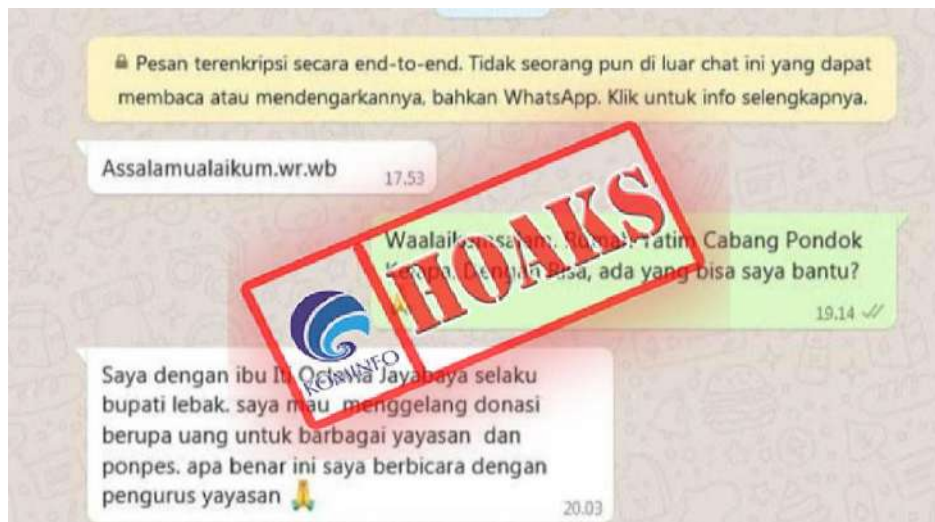 Pesan terenkripsi secara end-to-end. Tidak seorang pun di luar chat ini yang dapat
membaca atau mendengarkannya, bahkan WhatsApp. Klik untuk info selengkapnya.
Assalamualaikum.wr.wb
17.53
HOAKS
KOMINFO
Waalaikumsalam. Rumah Yatim Cabang Pondok
Dengan Risa, ada yang bisa saya bantu?
19.14
Saya dengan ibu Iti Jayabaya selaku
bupati lebak. saya mau menggelang donasi
berupa uang untuk barbagai yayasan dan
ponpes. apa benar ini saya berbicara dengan
pengurus yayasan
20.03